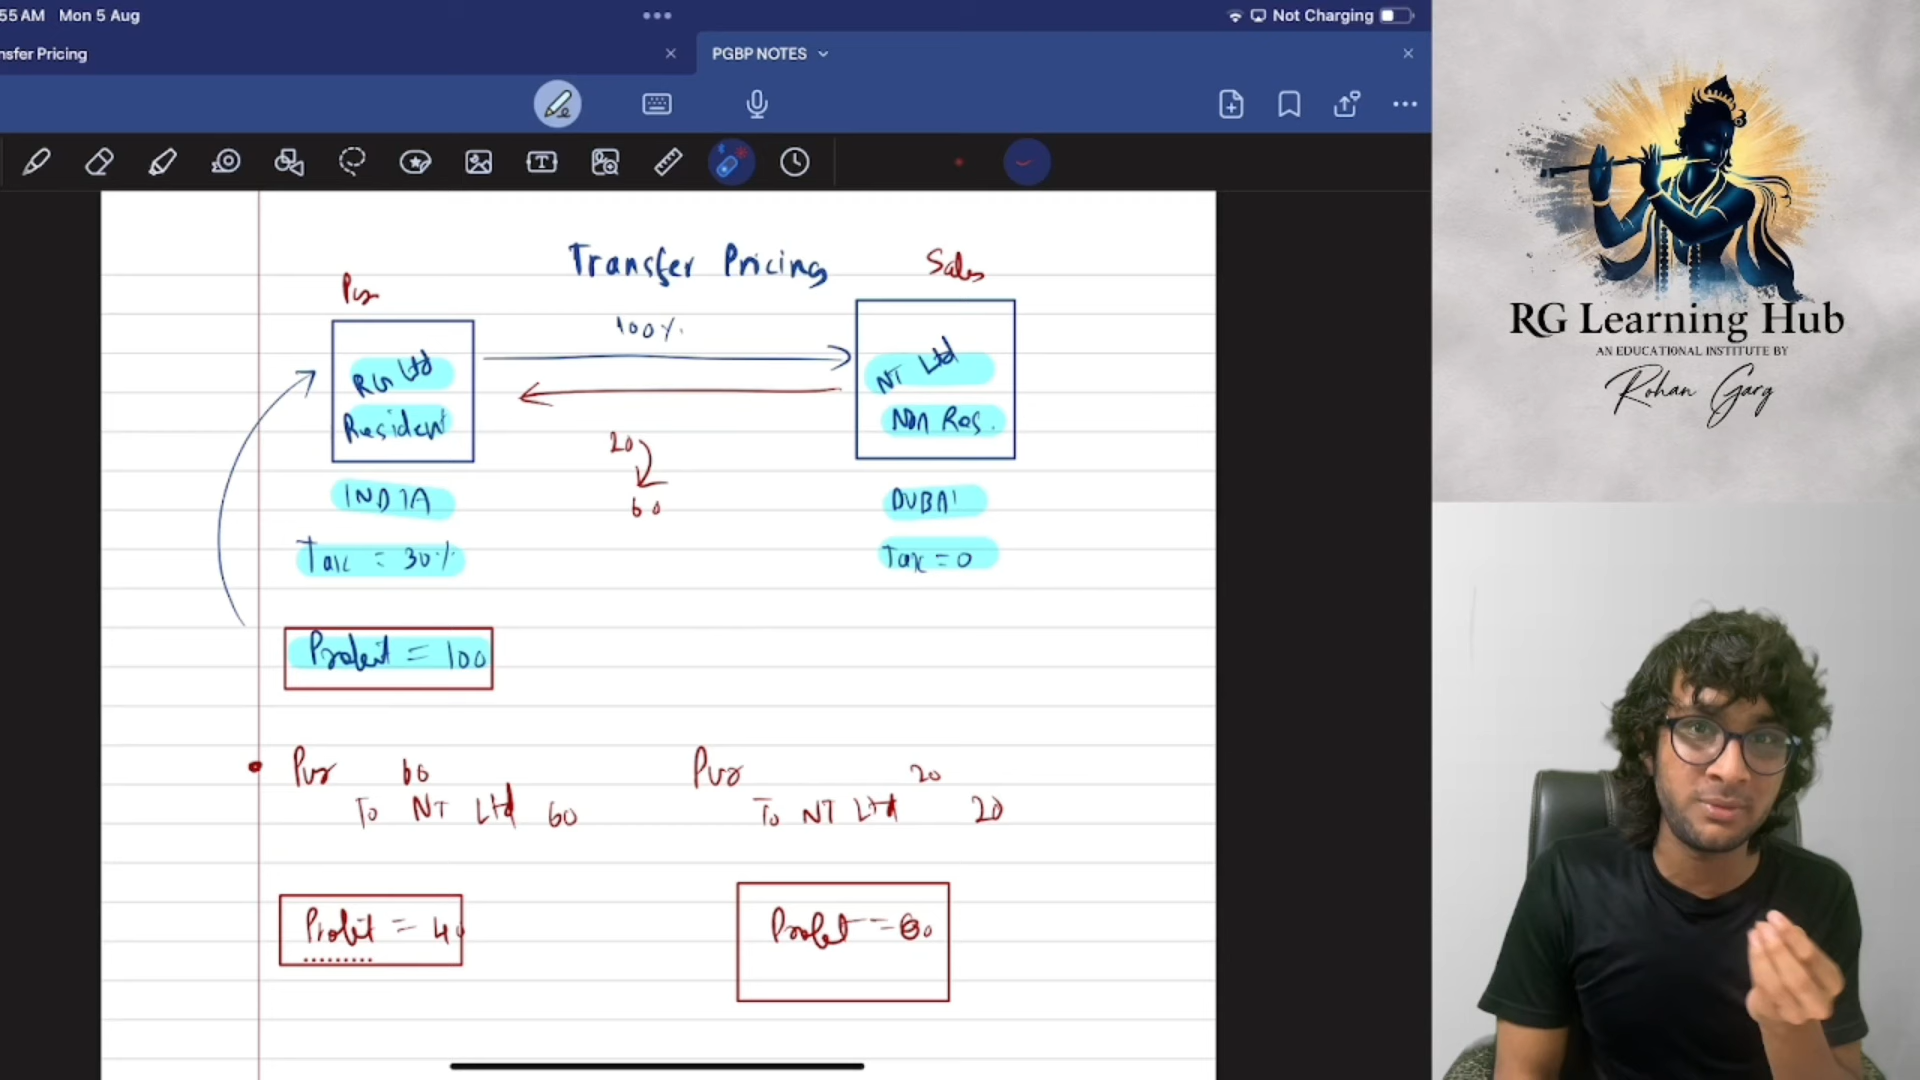 55 AM Mon 5 Aug
Not Charging
nsfer Pricing
PGBP NOTES
Transfer Pricing
Pur
Sales
100%
RG Ltd
Resident
NT Ltd
Non Res.
20
60
INDIA
DUBAI
Tax = 30%
Tax = 0
Profit = 100
Pur 60
To NT Ltd 60
Pur 20
To NT Ltd 20
Profit = 40
Profit = 80
RG Learning Hub
AN EDUCATIONAL INSTITUTE BY
Rohan Garg